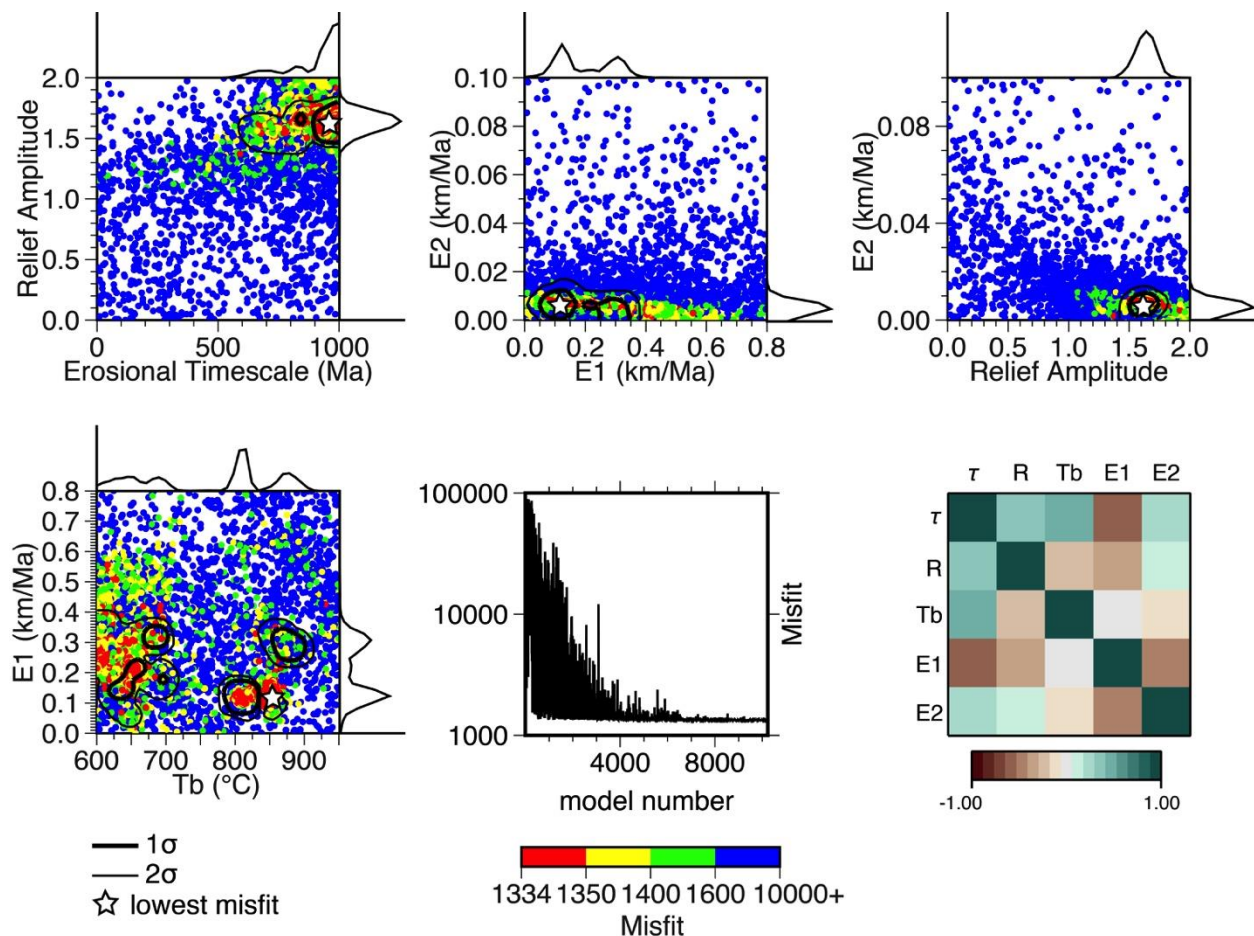 2.0
1.5
1.0
0.5
0.0
Relief Amplitude
0 500 1000
Erosional Timescale (Ma)
0.10
0.08
0.06
0.04
0.02
0.00
E2 (km/Ma)
0.0 0.2 0.4 0.6 0.8
E1 (km/Ma)
0.08
0.04
0.00
E2 (km/Ma)
0.0 0.5 1.0 1.5 2.0
Relief Amplitude
0.8
0.7
0.6
0.5
0.4
0.3
0.2
0.1
0.0
E1 (km/Ma)
600 700 800 900
Tb (°C)
100000
10000
1000
Misfit
4000 8000
model number
τ R Tb E1 E2
τ
R
Tb
E1
E2
-1.00 1.00
1σ
2σ
lowest misfit
1334 1350 1400 1600 10000+
Misfit